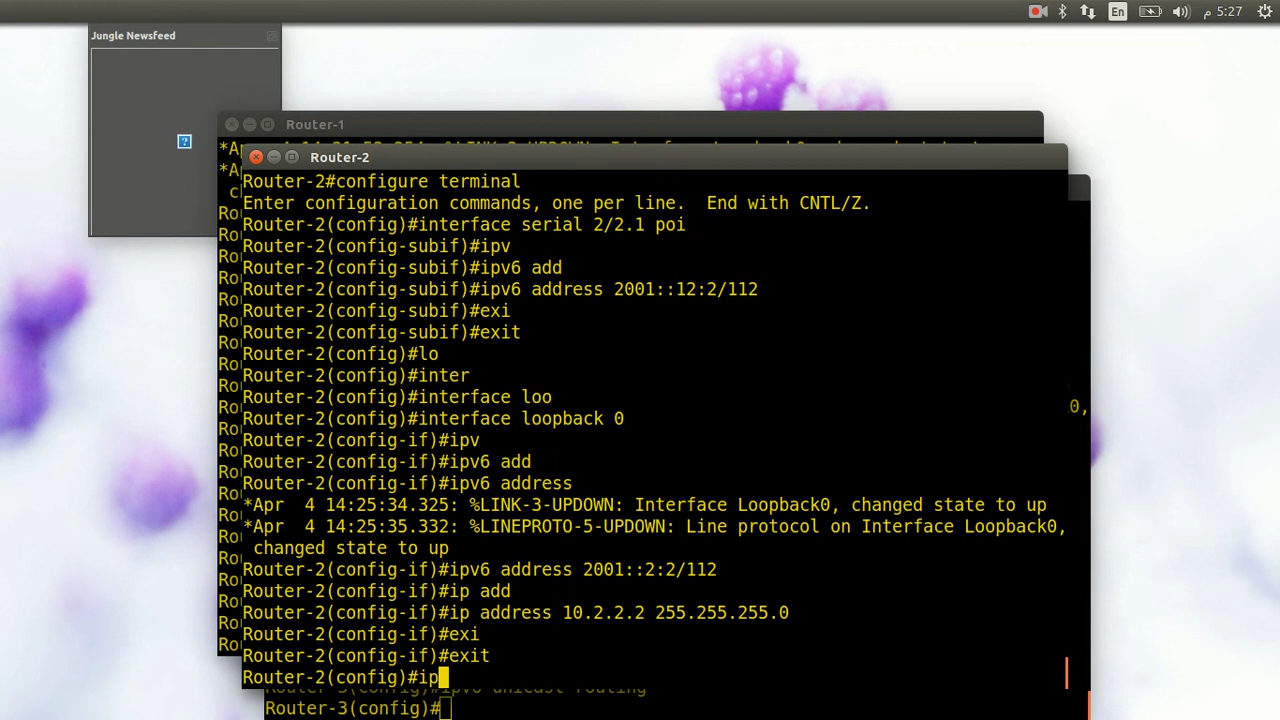 En
5:27 م
Jungle Newsfeed
Router-1
Router-2
Router-2#configure terminal
Enter configuration commands, one per line.  End with CNTL/Z.
Router-2(config)#interface serial 2/2.1 poi
Router-2(config-subif)#ipv
Router-2(config-subif)#ipv6 add
Router-2(config-subif)#ipv6 address 2001::12:2/112
Router-2(config-subif)#exi
Router-2(config-subif)#exit
Router-2(config)#lo
Router-2(config)#inter
Router-2(config)#interface loo
Router-2(config)#interface loopback 0
Router-2(config-if)#ipv
Router-2(config-if)#ipv6 add
Router-2(config-if)#ipv6 address
*Apr  4 14:25:34.325: %LINK-3-UPDOWN: Interface Loopback0, changed state to up
*Apr  4 14:25:35.332: %LINEPROTO-5-UPDOWN: Line protocol on Interface Loopback0,
 changed state to up
Router-2(config-if)#ipv6 address 2001::2:2/112
Router-2(config-if)#ip add
Router-2(config-if)#ip address 10.2.2.2 255.255.255.0
Router-2(config-if)#exi
Router-2(config-if)#exit
Router-2(config)#ip
Router-3(config)#ipv6 unicast-routing
Router-3(config)#